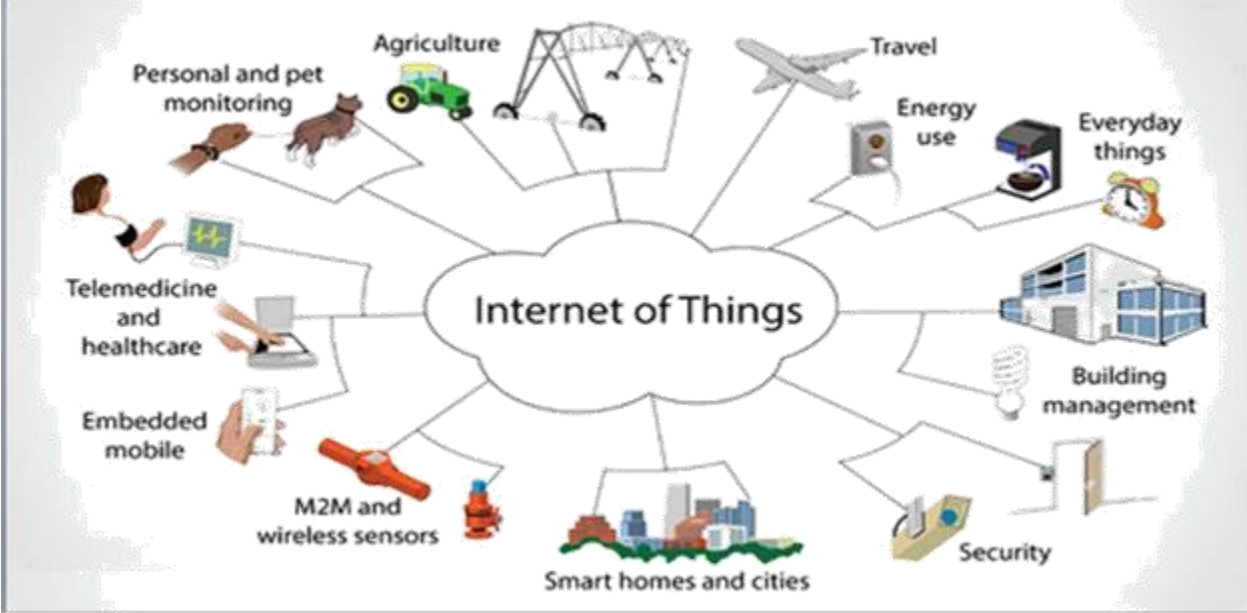 Agriculture
Travel
Personal and pet
monitoring
Energy
use
Everyday
things
Telemedicine
and
healthcare
Internet of Things
Building
management
Embedded
mobile
M2M and
wireless sensors
Security
Smart homes and cities